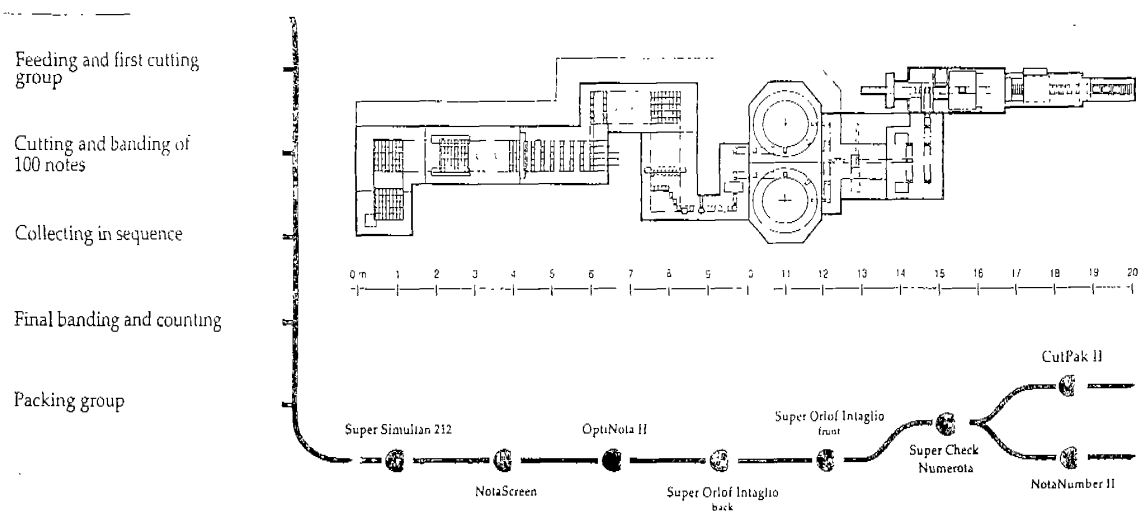 Feeding and first cutting
group
Cutting and banding of
100 notes
Collecting in sequence
Final banding and counting
Packing group
0 m 1 2 3 4 5 6 7 8 9 10 11 12 13 14 15 16 17 18 19 20
CutPak II
Super Simultan 212
OptiNota II
Super Orlof Intaglio
front
Super Check
Numerota
NotaScreen
Super Orlof Intaglio
back
NotaNumber II